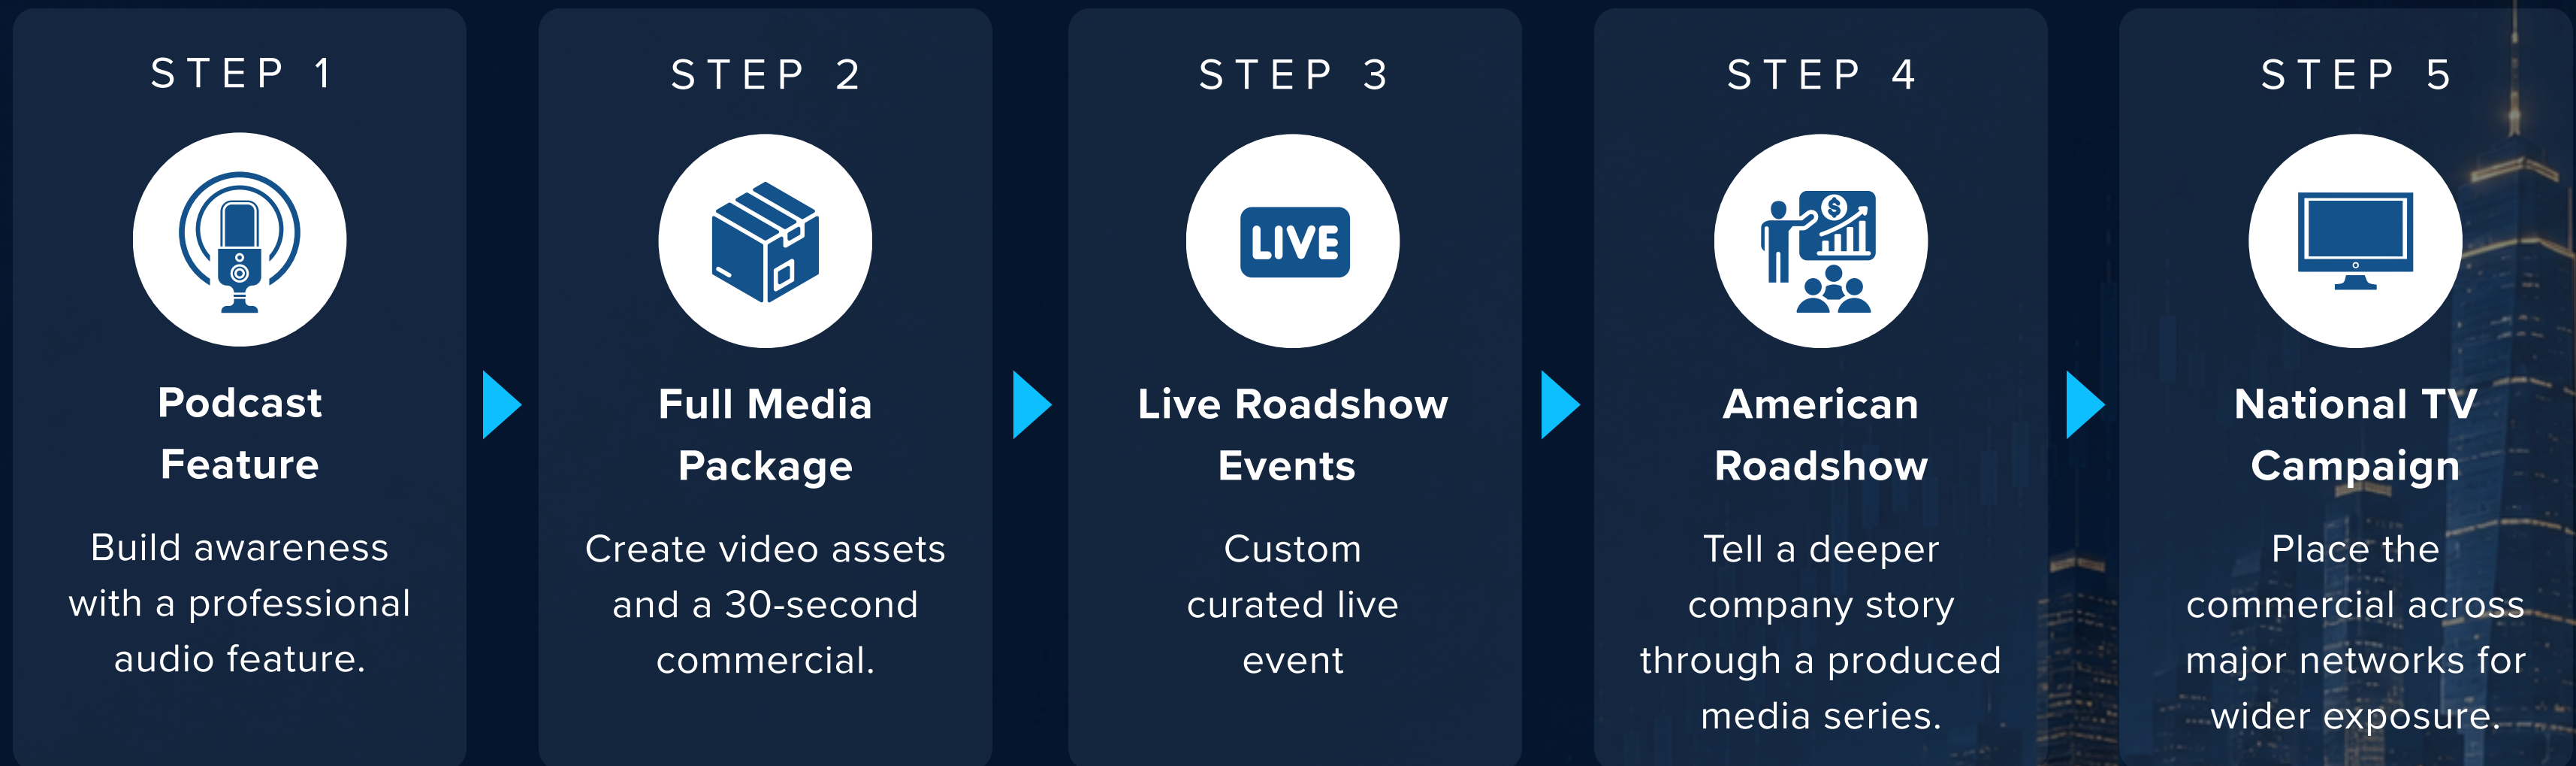 STEP 1
Podcast
Feature
Build awareness
with a professional
audio feature.
STEP 2
Full Media
Package
Create video assets
and a 30-second
commercial.
STEP 3
LIVE
Live Roadshow
Events
Custom
curated live
event
STEP 4
$
American
Roadshow
Tell a deeper
company story
through a produced
media series.
STEP 5
National TV
Campaign
Place the
commercial across
major networks for
wider exposure.